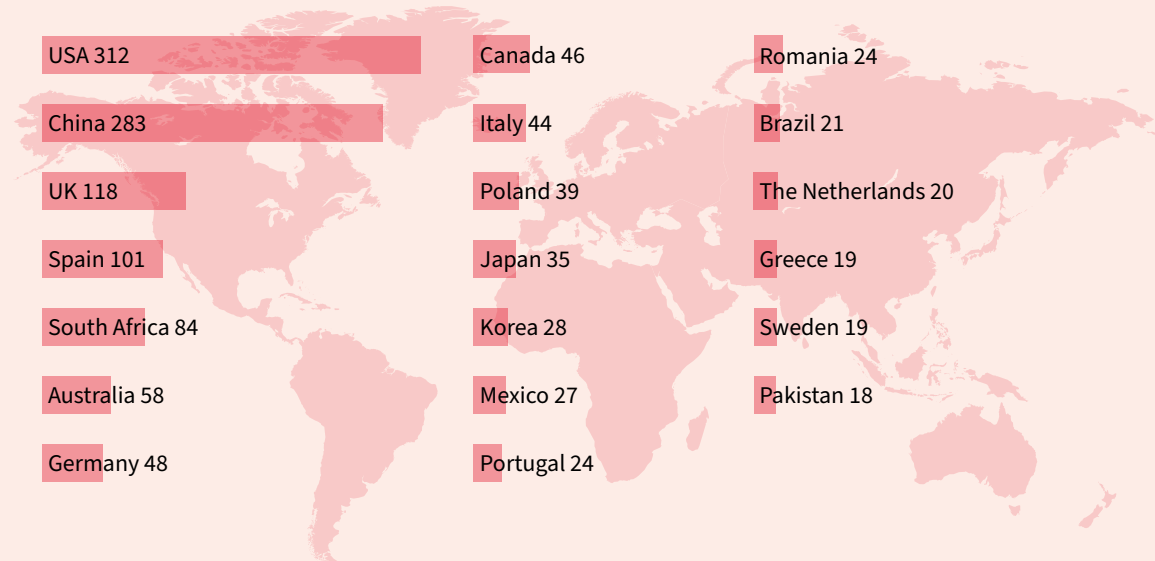 USA 312
China 283
UK 118
Spain 101
South Africa 84
Australia 58
Germany 48
Canada 46
Italy 44
Poland 39
Japan 35
Korea 28
Mexico 27
Portugal 24
Romania 24
Brazil 21
The Netherlands 20
Greece 19
Sweden 19
Pakistan 18